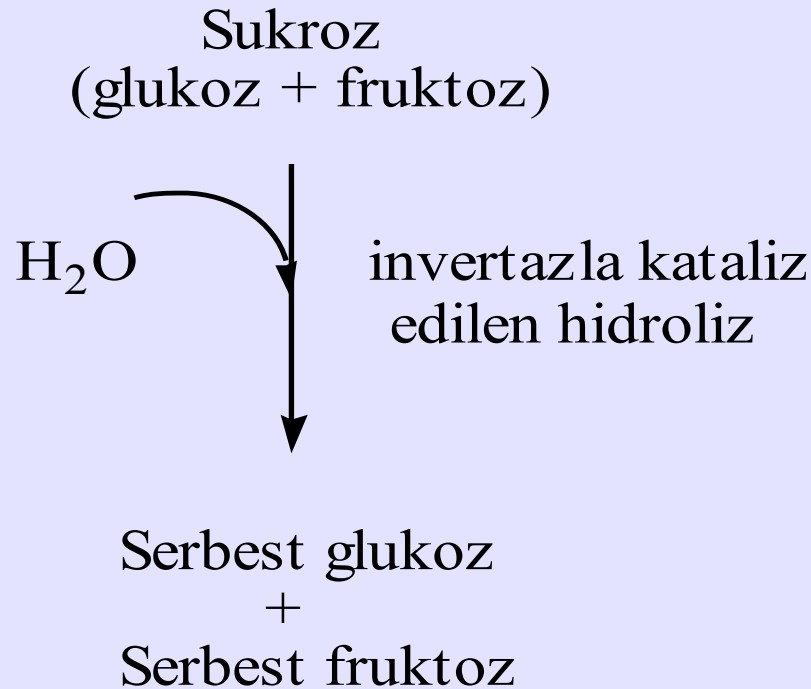 Sukroz
(glukoz + fruktoz)
H₂O
invertazla kataliz
edilen hidroliz
Serbest glukoz
+
Serbest fruktoz